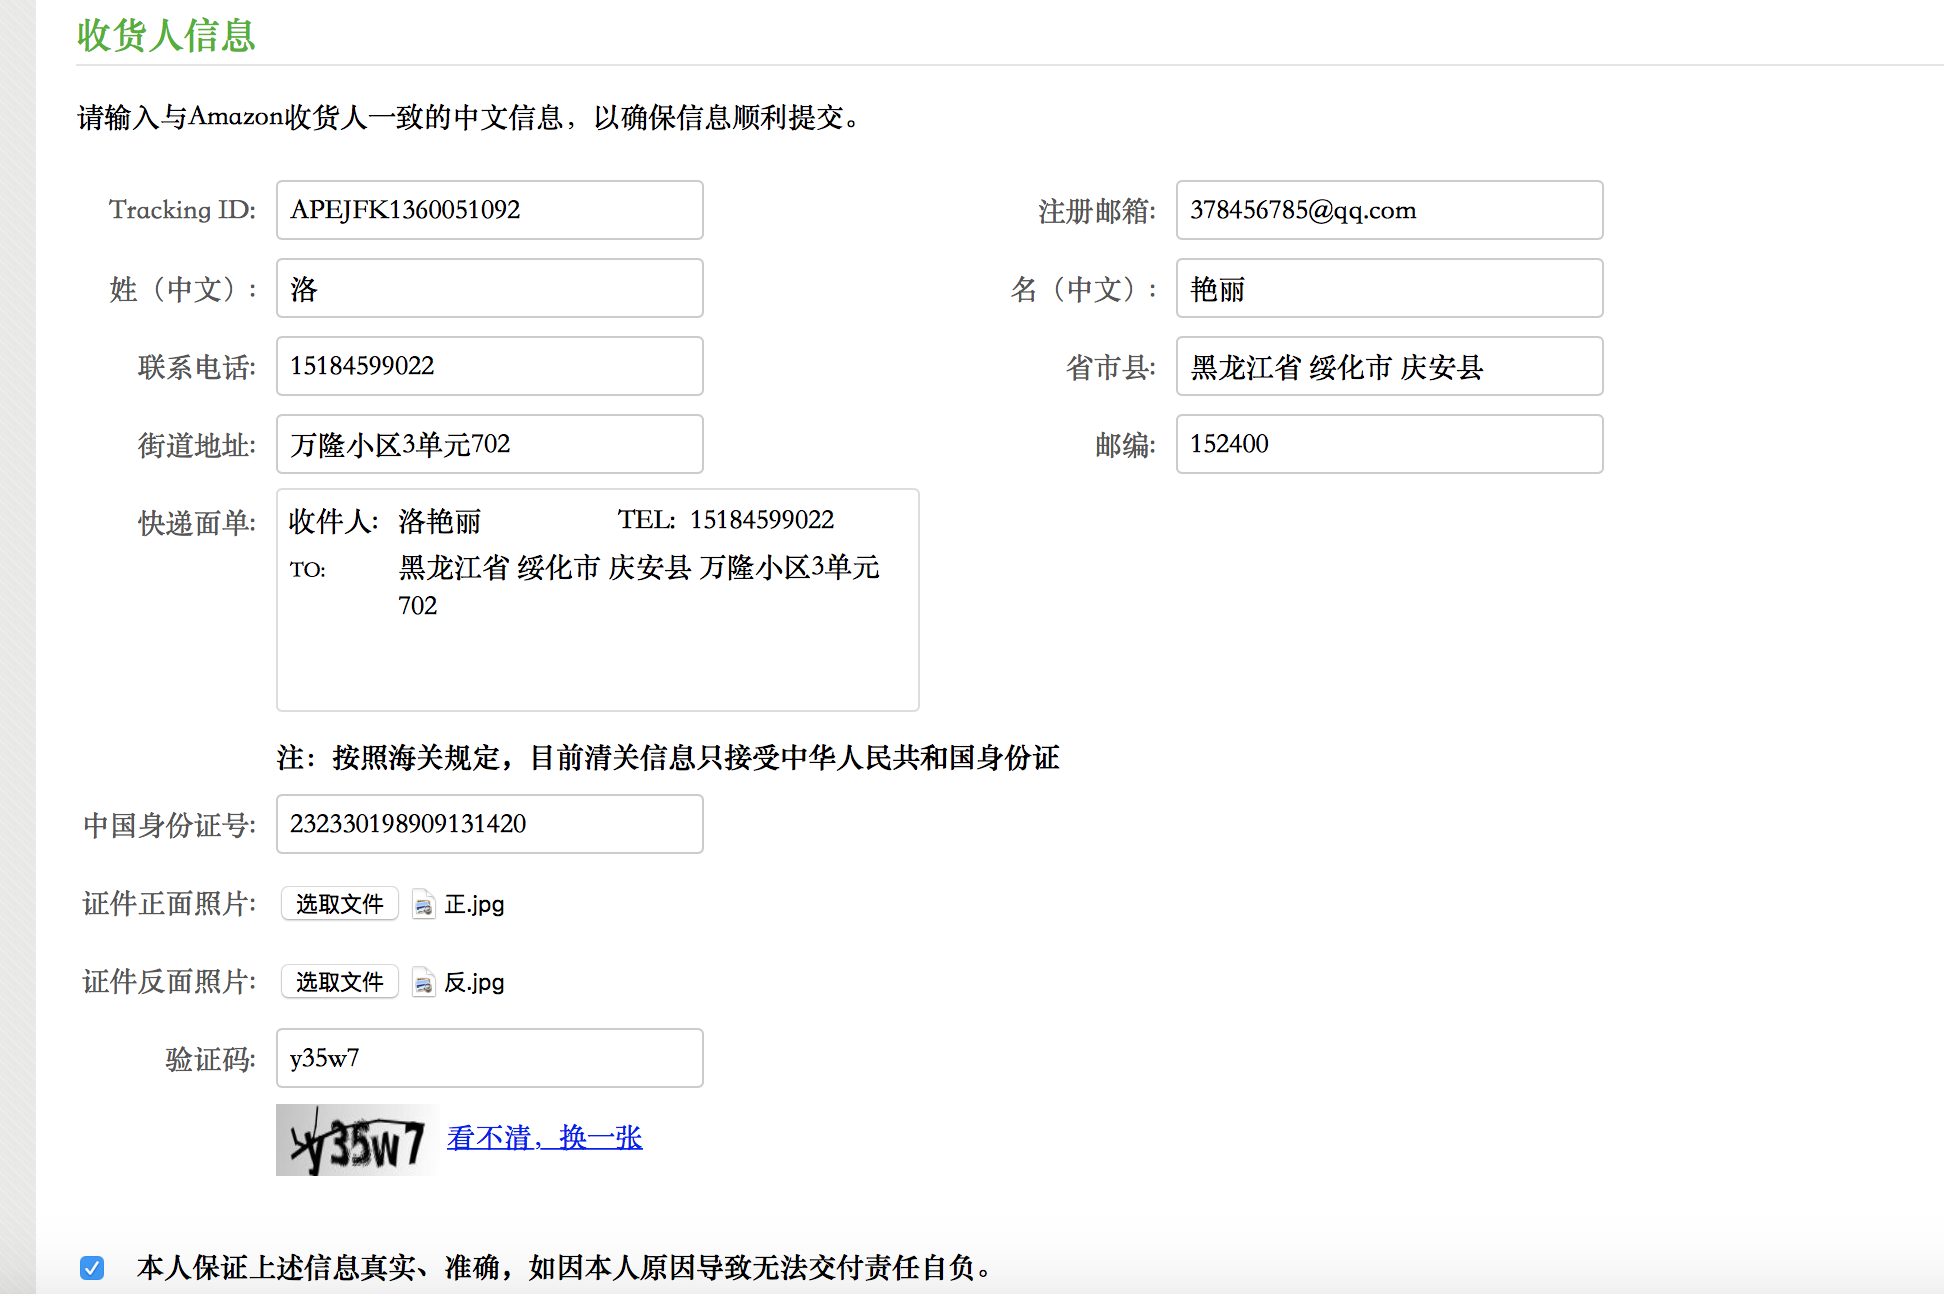 收货人信息
请输入与Amazon收货人一致的中文信息，以确保信息顺利提交。
Tracking ID: APEJFK1360051092 注册邮箱: 378456785@qq.com
姓（中文）: 洛 名（中文）: 艳丽
联系电话: 15184599022 省市县: 黑龙江省 绥化市 庆安县
街道地址: 万隆小区3单元702 邮编: 152400
快递面单: 收件人: 洛艳丽 TEL: 15184599022
TO: 黑龙江省 绥化市 庆安县 万隆小区3单元
702
注：按照海关规定，目前清关信息只接受中华人民共和国身份证
中国身份证号: 232330198909131420
证件正面照片: 选取文件 正.jpg
证件反面照片: 选取文件 反.jpg
验证码: y35w7
y35w7 看不清，换一张
本人保证上述信息真实、准确，如因本人原因导致无法交付责任自负。